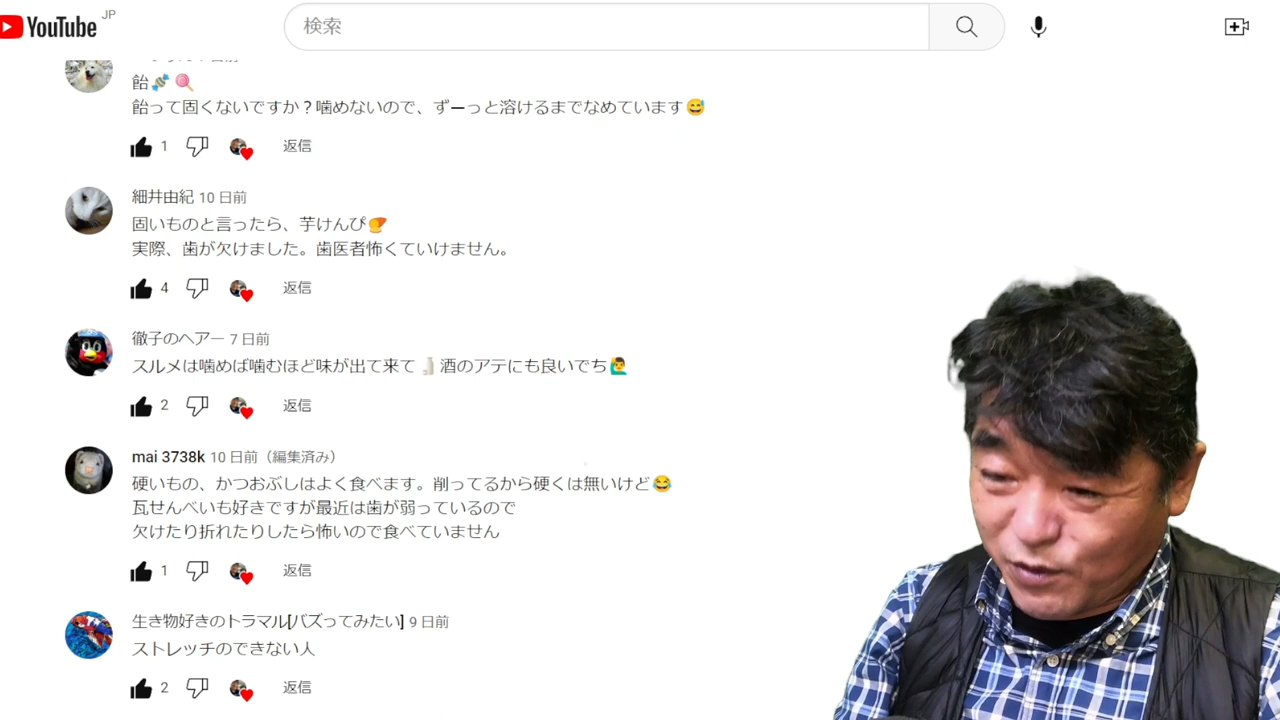 YouTube JP
検索
飴🍬🍭
飴って固くないですか？噛めないので、ずーっと溶けるまでなめています😅
1 返信
細井由紀 10 日前
固いものと言ったら、芋けんぴ🍠
実際、歯が欠けました。歯医者怖くていけません。
4 返信
徹子のヘアー 7 日前
スルメは噛めば噛むほど味が出て来て🍶酒のアテにも良いでち🙋‍♂️
2 返信
mai 3738k 10 日前（編集済み）
硬いもの、かつおぶしはよく食べます。削ってるから硬くは無いけど😂
瓦せんべいも好きですが最近は歯が弱っているので
欠けたり折れたりしたら怖いので食べていません
1 返信
生き物好きのトラマル[バズってみたい] 9 日前
ストレッチのできない人
2 返信